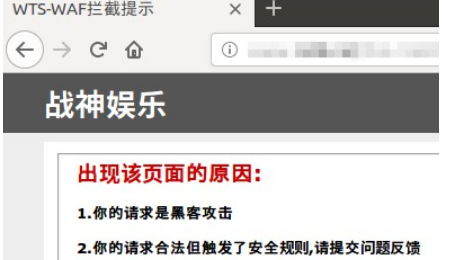 WTS-WAF拦截提示
战神娱乐
出现该页面的原因:
1.你的请求是黑客攻击
2.你的请求合法但触发了安全规则,请提交问题反馈